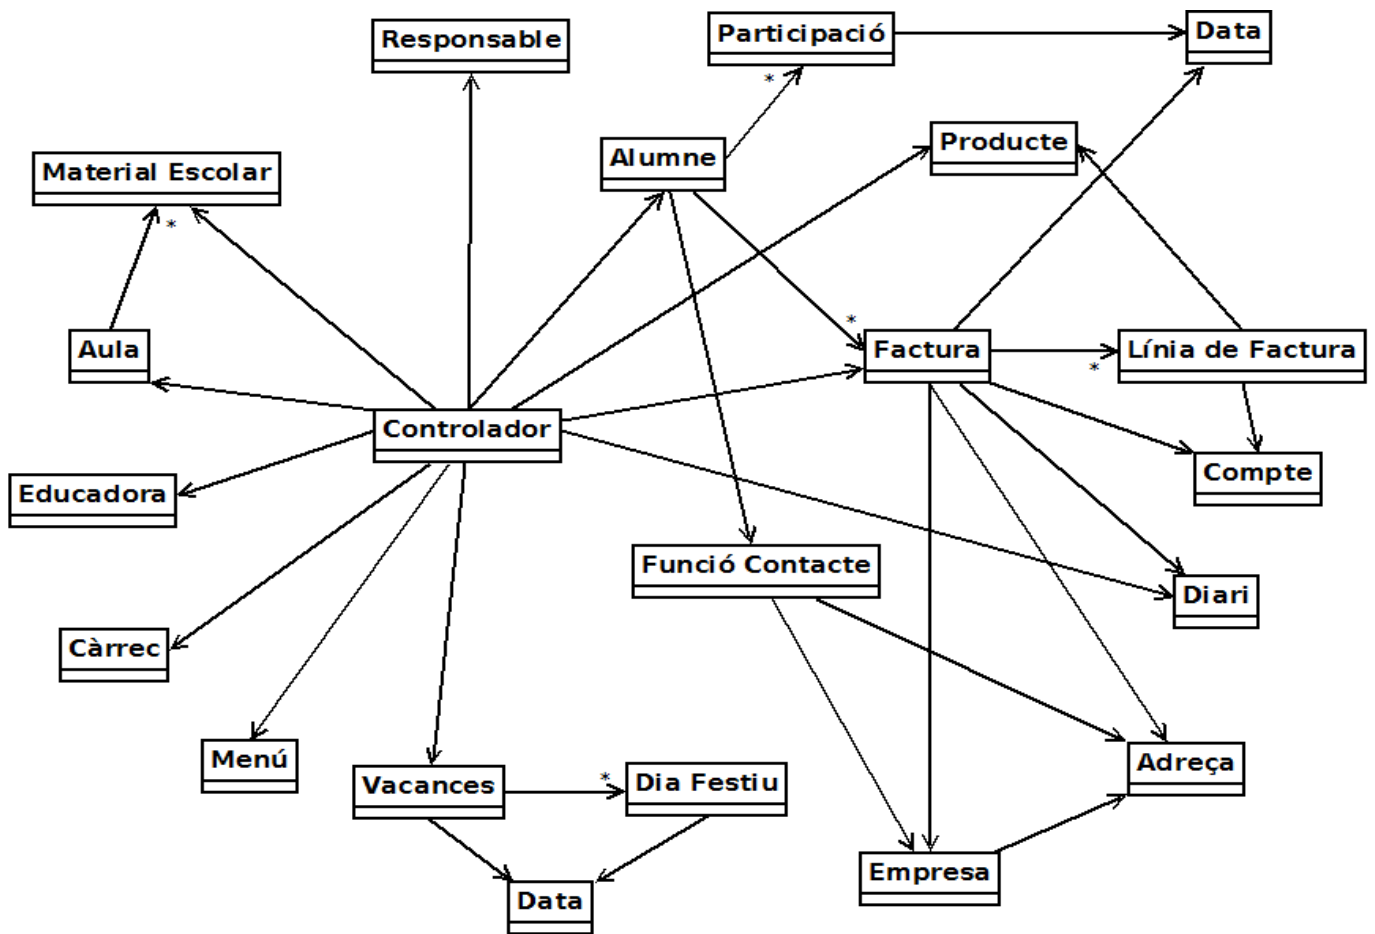 Responsable
Participació
Data
*
Producte
Alumne
Material Escolar
*
*
Aula
Factura
Línia de Factura
*
Controlador
Compte
Educadora
Funció Contacte
Diari
Càrrec
Menú
Adreça
Vacances
*
Dia Festiu
Empresa
Data